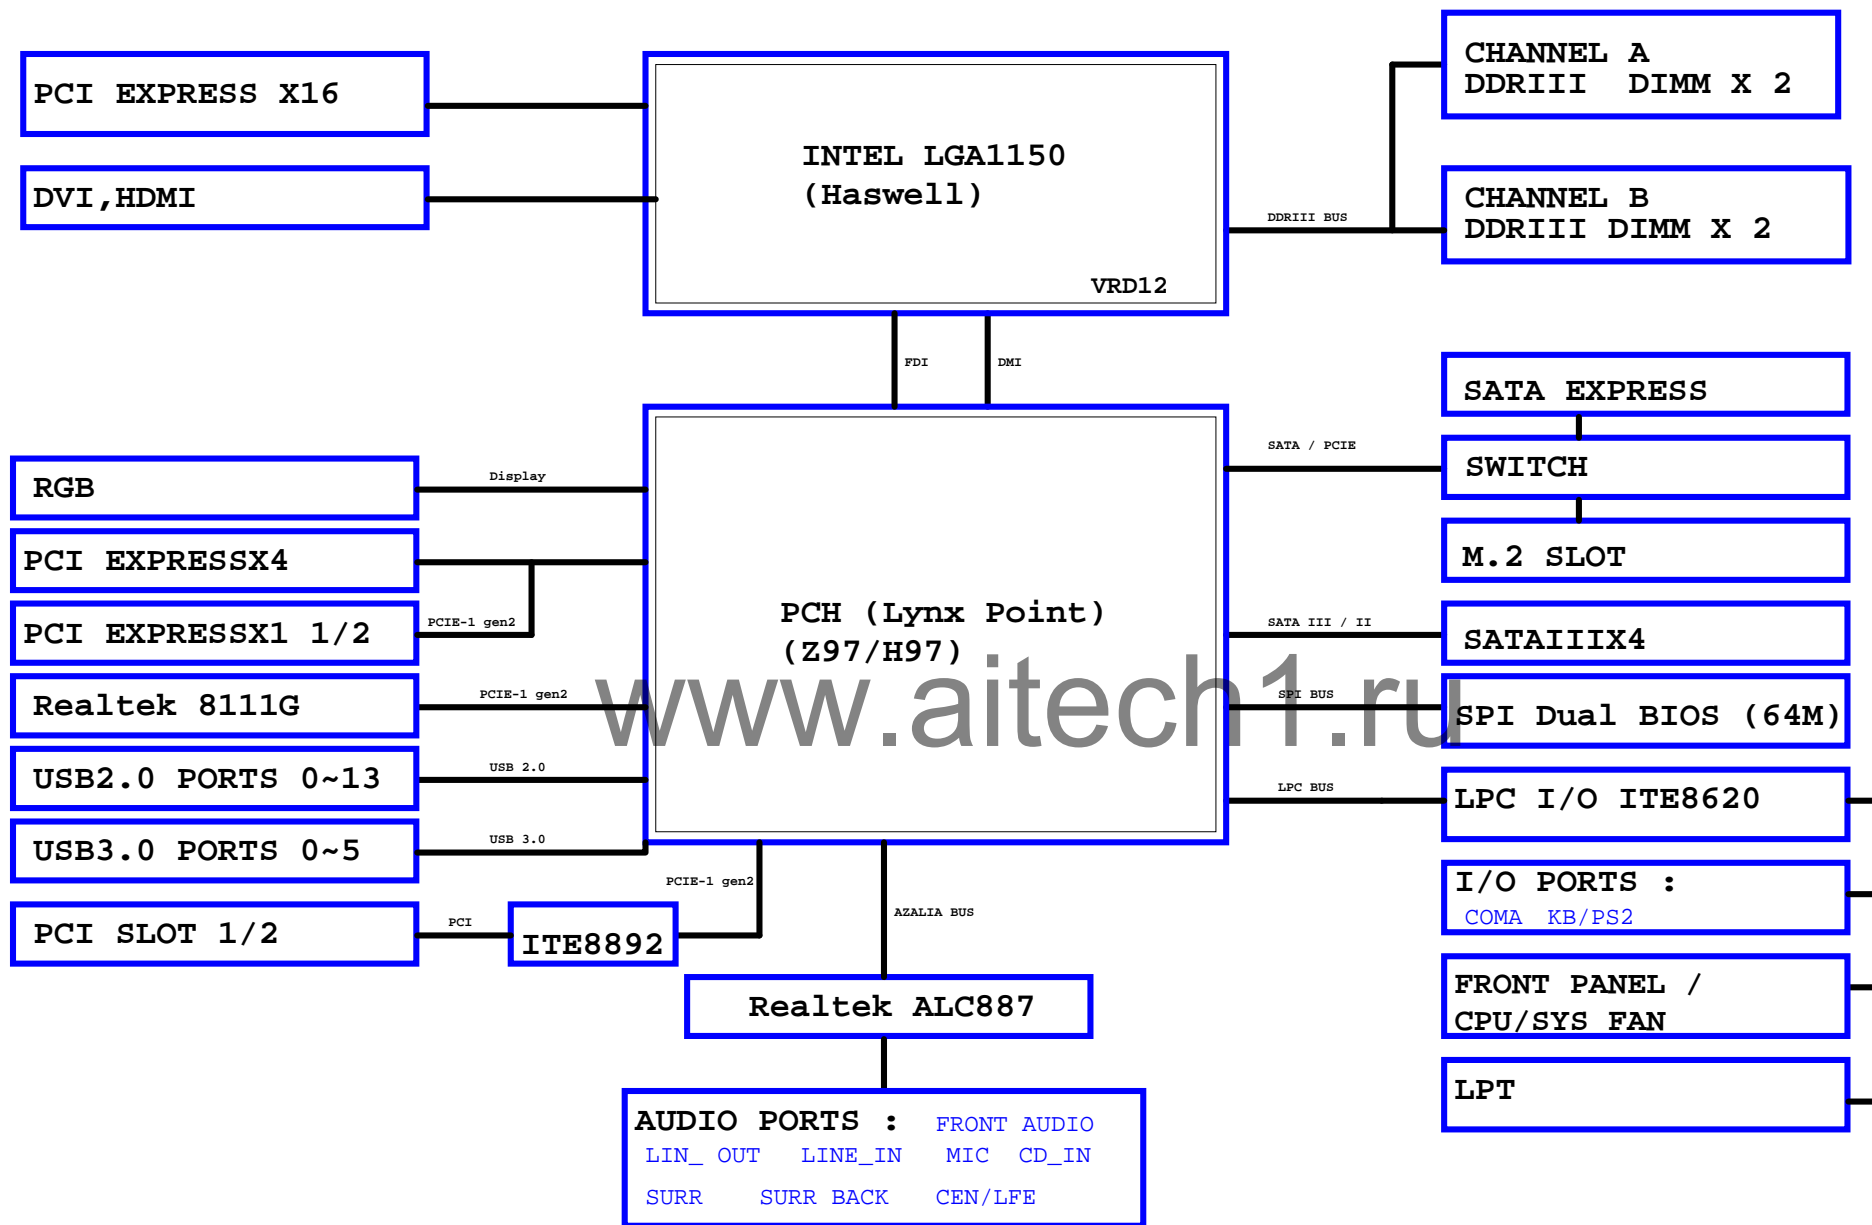 PCI EXPRESS X16
DVI,HDMI
INTEL LGA1150
(Haswell)
VRD12
DDRIII BUS
CHANNEL A
DDRIII DIMM X 2
CHANNEL B
DDRIII DIMM X 2
FDI
DMI
RGB
Display
PCI EXPRESSX4
PCI EXPRESSX1 1/2
PCIE-1 gen2
Realtek 8111G
PCIE-1 gen2
USB2.0 PORTS 0~13
USB 2.0
USB3.0 PORTS 0~5
USB 3.0
PCI SLOT 1/2
PCI
ITE8892
PCIE-1 gen2
PCH (Lynx Point)
(Z97/H97)
www.aitech1.ru
SATA / PCIE
SATA EXPRESS
SWITCH
M.2 SLOT
SATA III / II
SATAIIIX4
SPI BUS
SPI Dual BIOS (64M)
LPC BUS
LPC I/O ITE8620
I/O PORTS :
COMA KB/PS2
FRONT PANEL /
CPU/SYS FAN
LPT
AZALIA BUS
Realtek ALC887
AUDIO PORTS : FRONT AUDIO
LIN_ OUT LINE_IN MIC CD_IN
SURR SURR BACK CEN/LFE